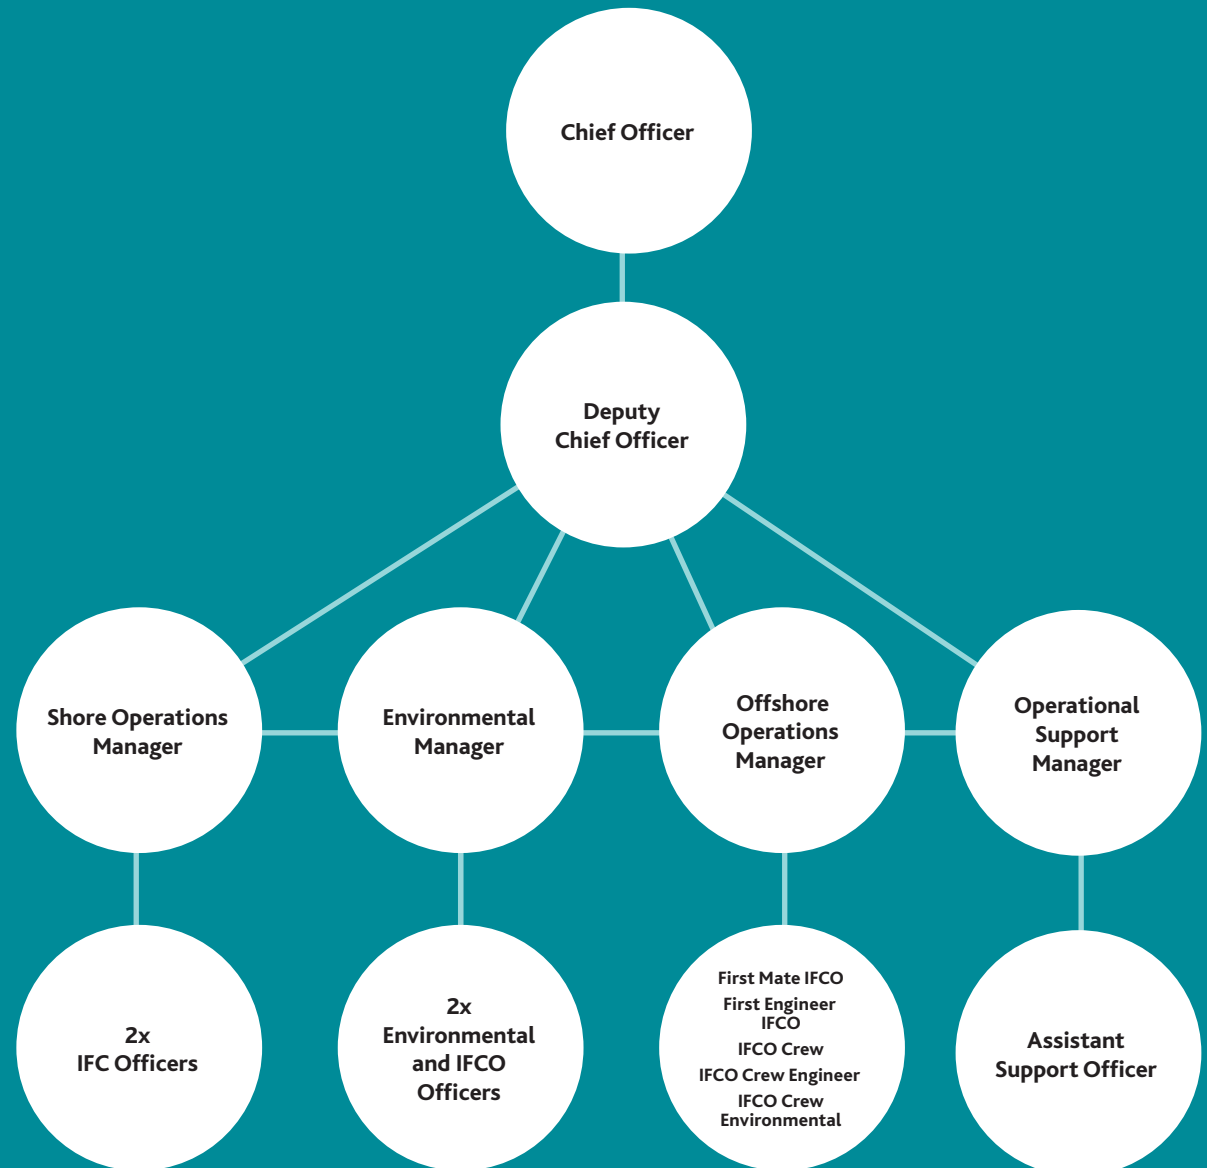 Chief Officer
Deputy
Chief Officer
Shore Operations
Manager
Environmental
Manager
Offshore
Operations
Manager
Operational
Support
Manager
2x
IFC Officers
2x
Environmental
and IFCO
Officers
First Mate IFCO
First Engineer
IFCO
IFCO Crew
IFCO Crew Engineer
IFCO Crew
Environmental
Assistant
Support Officer